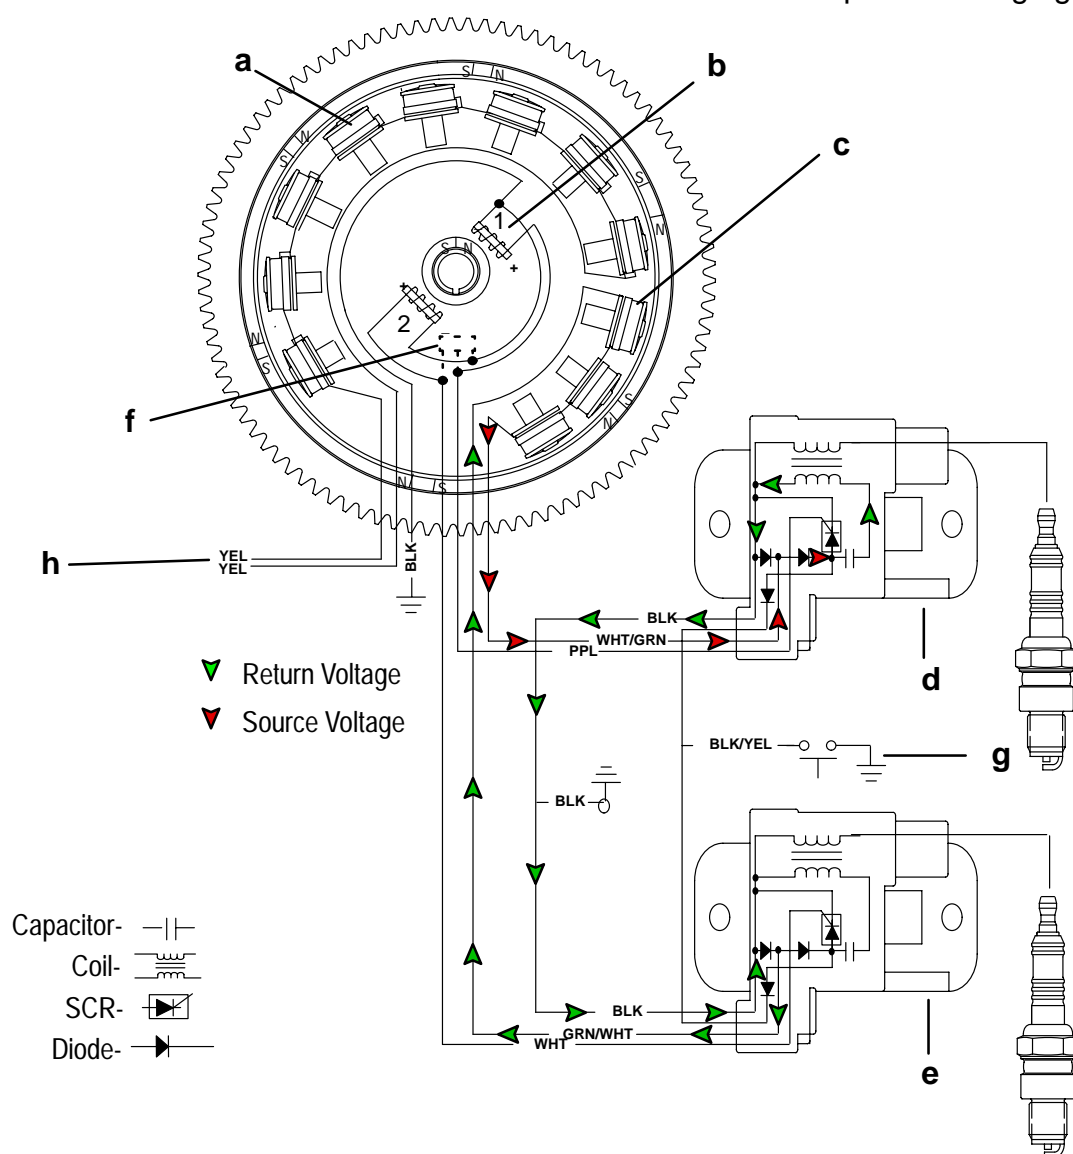 a
b
c
S N
N
S
S
N
1
+
S N
+
2
N
S
S
N
f
N S
h
YEL
YEL
BLK
BLK
WHT/GRN
PPL
d
Return Voltage
Source Voltage
BLK/YEL
g
BLK
Capacitor-
Coil-
SCR-
Diode-
BLK
GRN/WHT
WHT
e